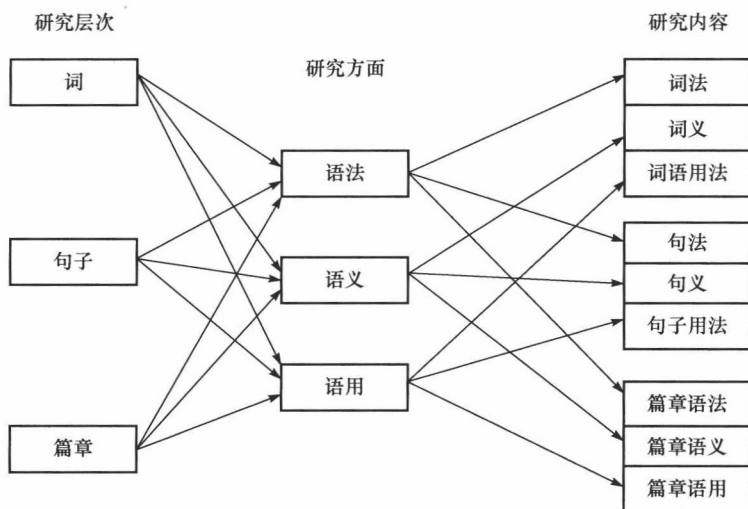 研究层次
研究方面
研究内容
词
句子
篇章
语法
语义
语用
词法
词义
词语用法
句法
句义
句子用法
篇章语法
篇章语义
篇章语用